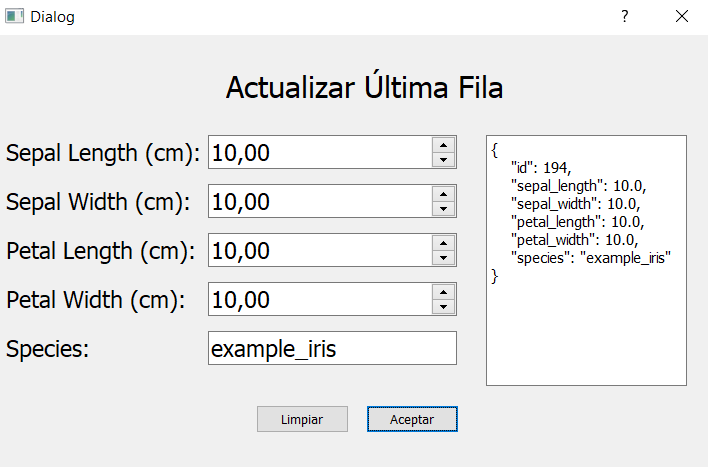 Dialog
Actualizar Última Fila
Sepal Length (cm): 10,00
Sepal Width (cm): 10,00
Petal Length (cm): 10,00
Petal Width (cm): 10,00
Species: example_iris
{
"id": 194,
"sepal_length": 10.0,
"sepal_width": 10.0,
"petal_length": 10.0,
"petal_width": 10.0,
"species": "example_iris"
}
Limpiar Aceptar